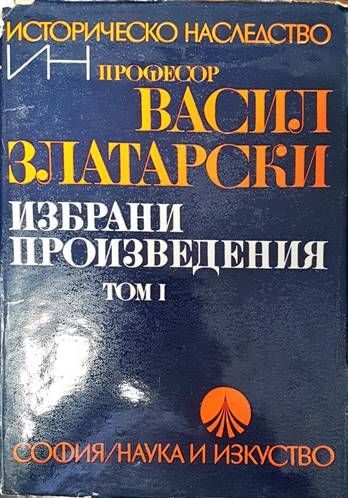 ИСТОРИЧЕСКО НАСЛЕДСТВО
ИН
ПРОФЕСОР
ВАСИЛ
ЗЛАТАРСКИ
ИЗБРАНИ
ПРОИЗВЕДЕНИЯ
ТОМ I
СОФИЯ/НАУКА И ИЗКУСТВО